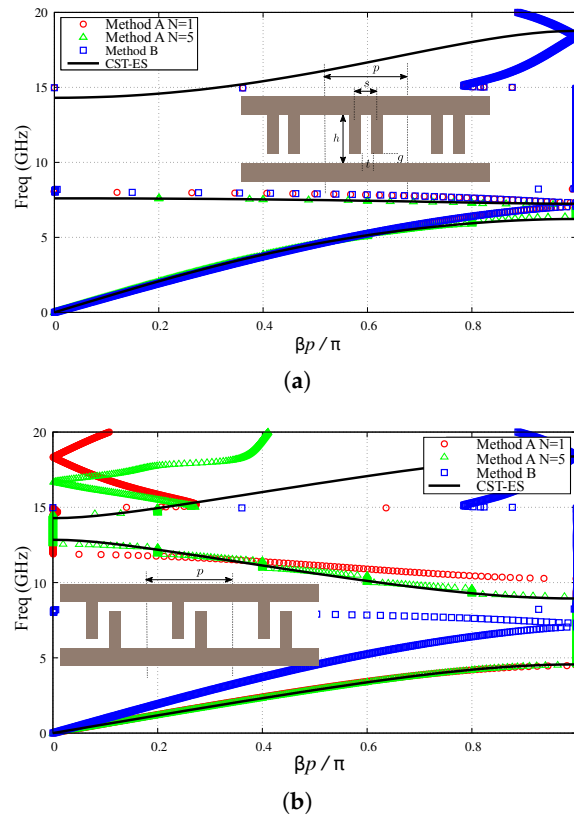 Method A N=1
Method A N=5
Method B
CST-ES
20
15
10
5
0
Freq (GHz)
p
s
h
t
g
0
0.2
0.4
0.6
0.8
βp / π
(a)
Method A N=1
Method A N=5
Method B
CST-ES
20
15
10
5
0
Freq (GHz)
p
0
0.2
0.4
0.6
0.8
βp / π
(b)